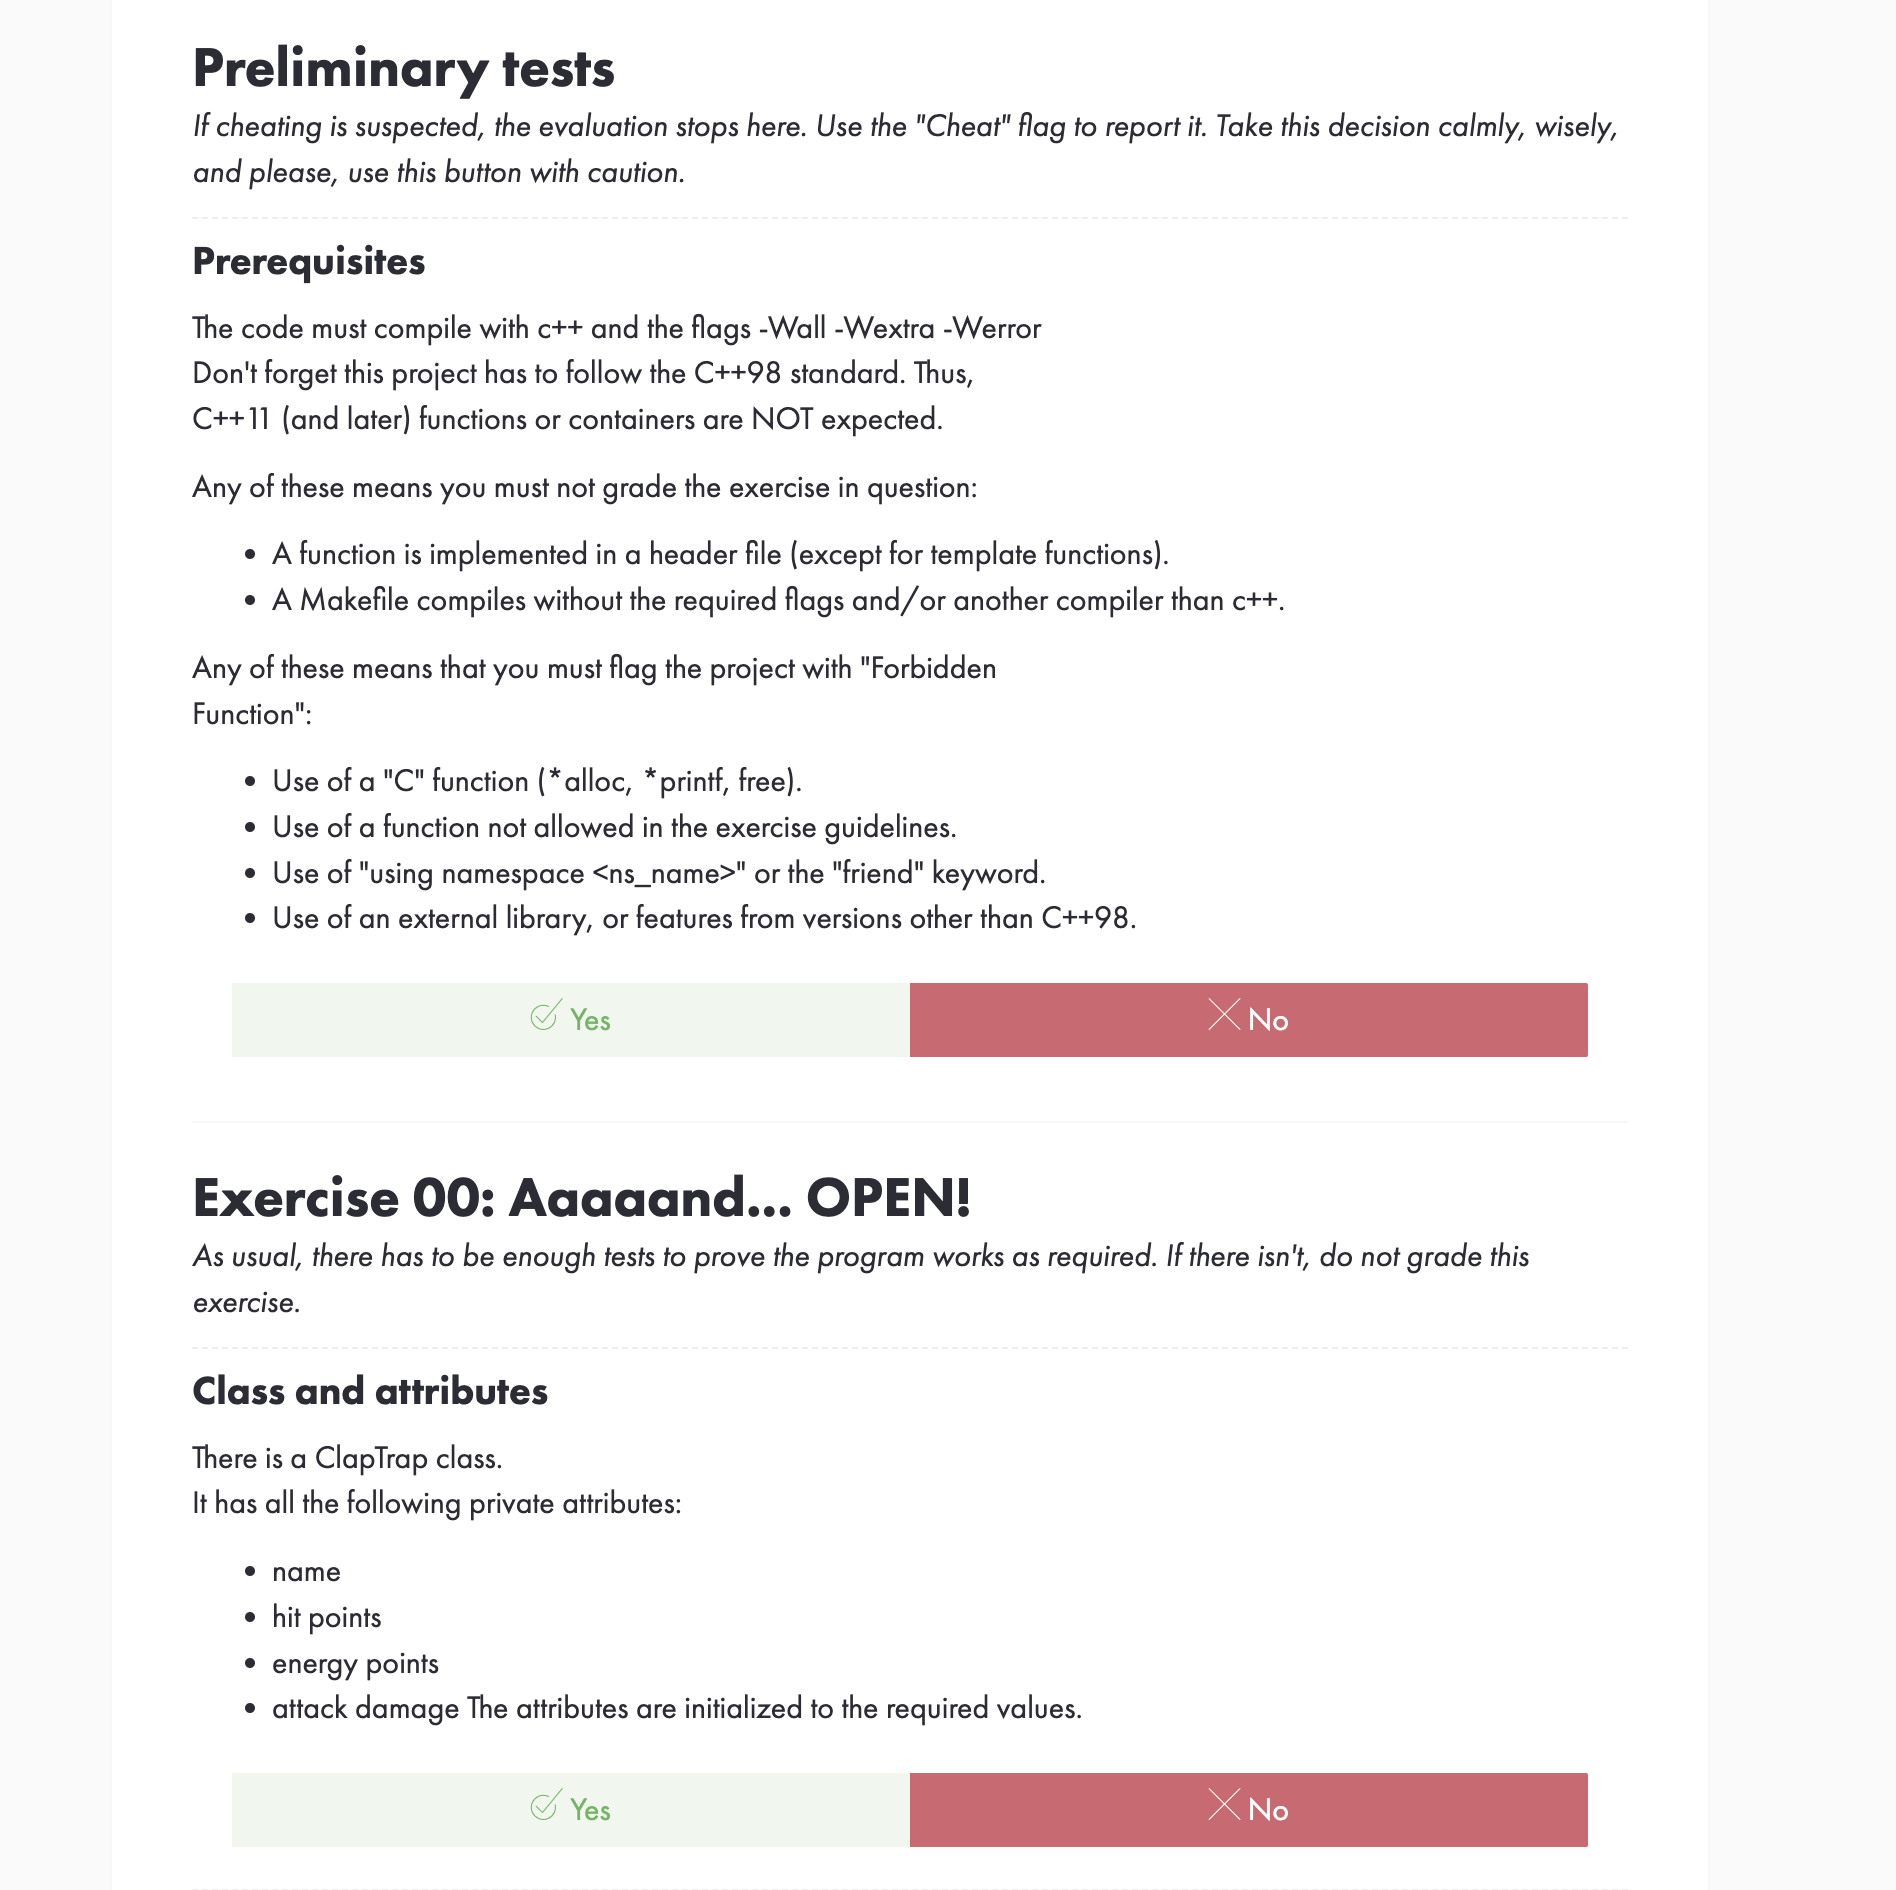 Preliminary tests
If cheating is suspected, the evaluation stops here. Use the "Cheat" flag to report it. Take this decision calmly, wisely,
and please, use this button with caution.
Prerequisites
The code must compile with c++ and the flags -Wall -Wextra -Werror
Don't forget this project has to follow the C++98 standard. Thus,
C++11 (and later) functions or containers are NOT expected.
Any of these means you must not grade the exercise in question:
• A function is implemented in a header file (except for template functions).
• A Makefile compiles without the required flags and/or another compiler than c++.
Any of these means that you must flag the project with "Forbidden
Function":
• Use of a "C" function (*alloc, *printf, free).
• Use of a function not allowed in the exercise guidelines.
• Use of "using namespace <ns_name>" or the "friend" keyword.
• Use of an external library, or features from versions other than C++98.
Yes
No
Exercise 00: Aaaaand... OPEN!
As usual, there has to be enough tests to prove the program works as required. If there isn't, do not grade this
exercise.
Class and attributes
There is a ClapTrap class.
It has all the following private attributes:
• name
• hit points
• energy points
• attack damage The attributes are initialized to the required values.
Yes
No